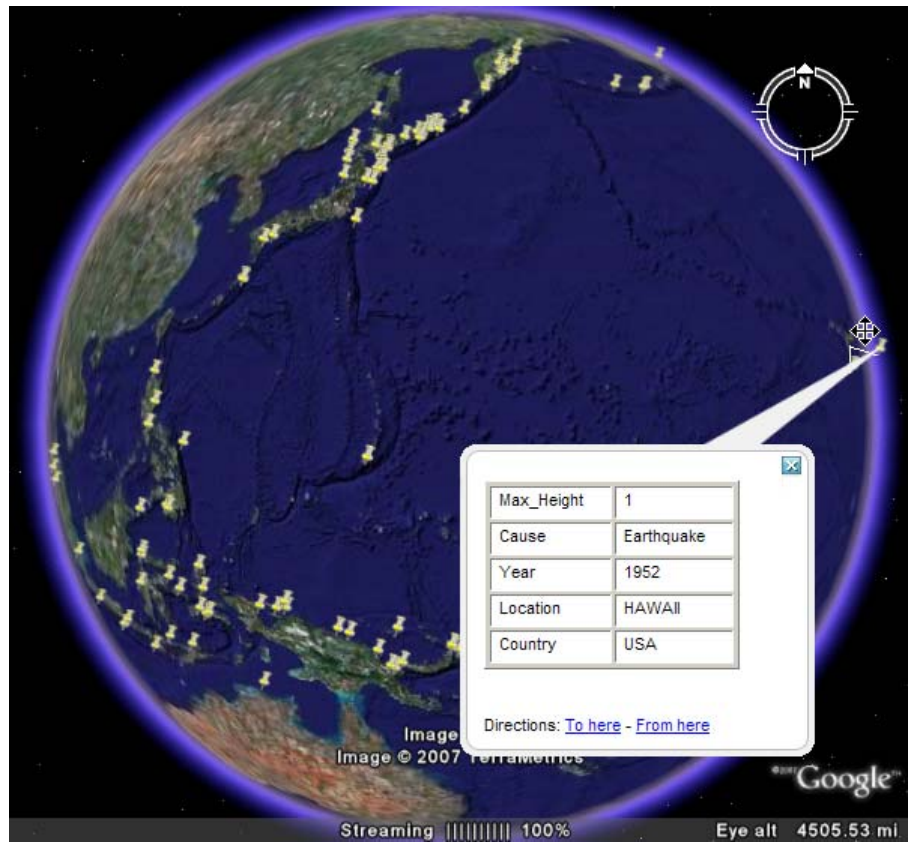 N
Max_Height 1
Cause Earthquake
Year 1952
Location HAWAII
Country USA
Directions: To here - From here
Image
Image © 2007 TerraMetrics
Google
Streaming |||||||||| 100% Eye alt 4505.53 mi